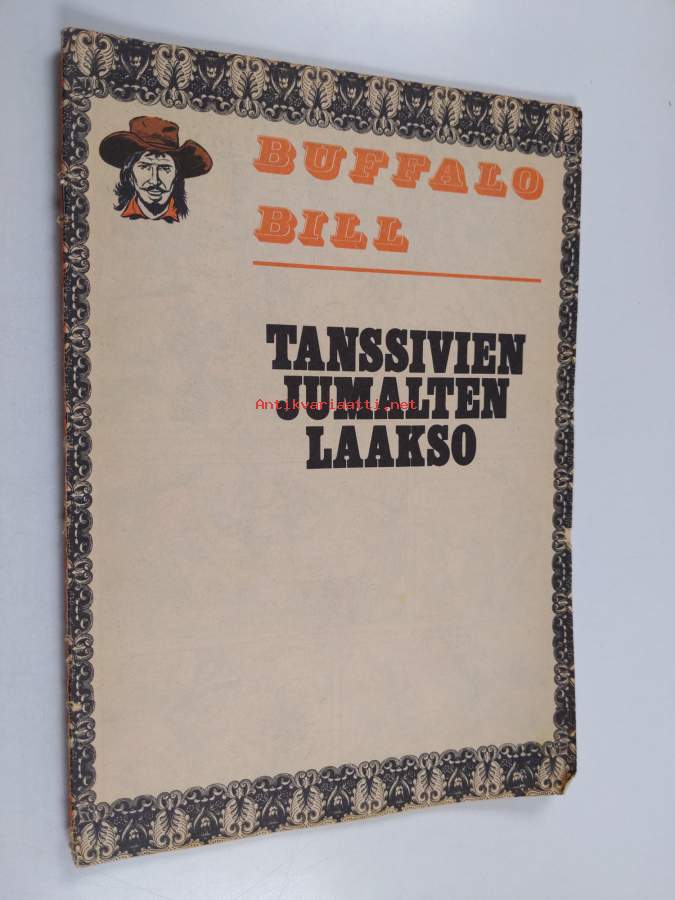 BUFFALO
BILL
TANSSIVIEN
JUMALTEN
Antikvariaatti.net
LAAKSO